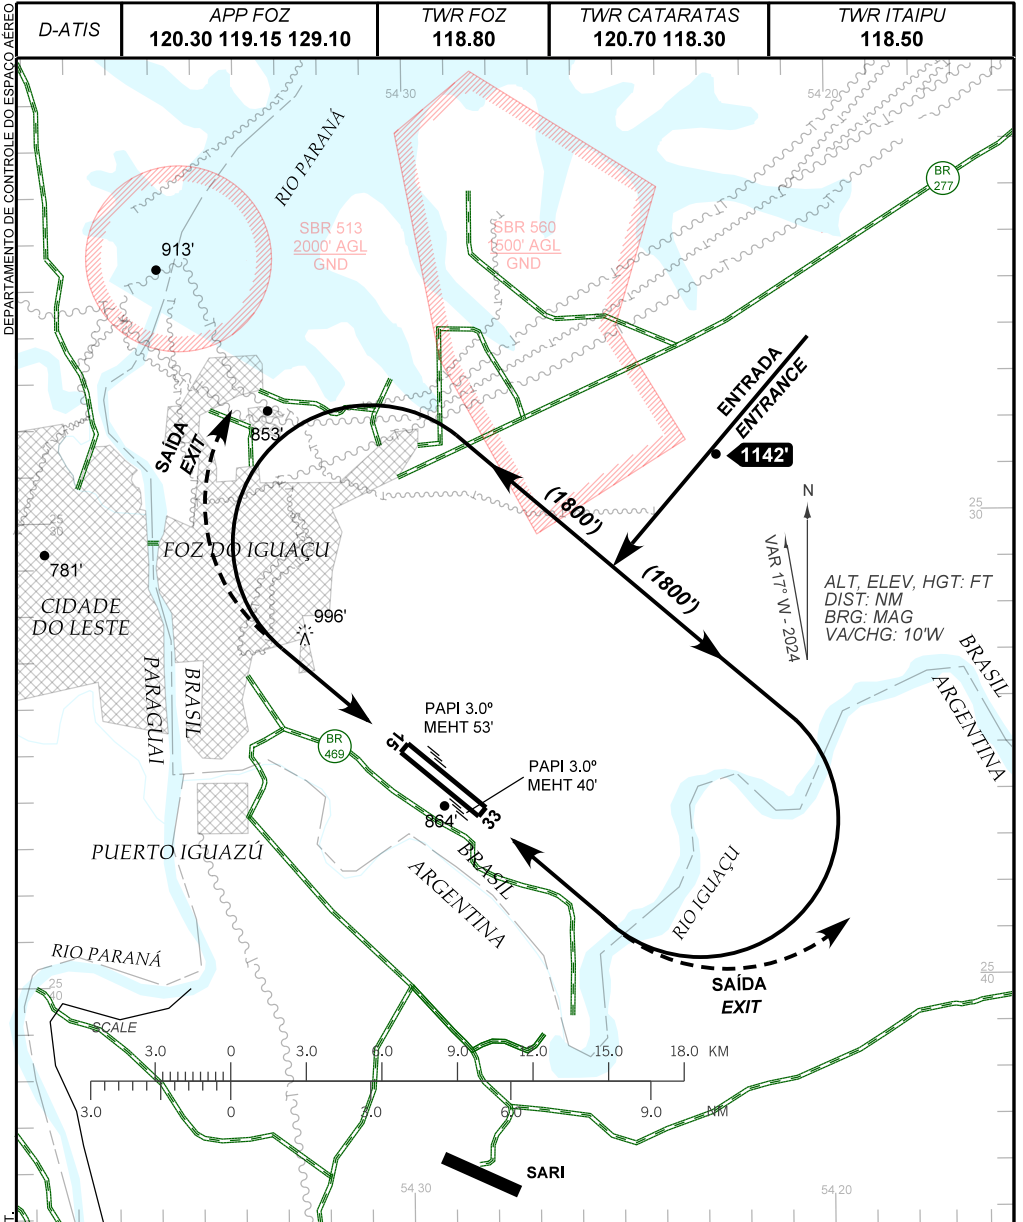 DEPARTAMENTO DE CONTROLE DO ESPAÇO AÉREO
D-ATIS
APP FOZ
120.30 119.15 129.10
TWR FOZ
118.80
TWR CATARATAS
120.70 118.30
TWR ITAIPU
118.50
54 30
54 20
RIO PARANÁ
BR
277
SBR 513
2000' AGL
GND
SBR 560
1500' AGL
GND
913'
ENTRADA
ENTRANCE
853'
SAÍDA
EXIT
1142'
(1800')
N
25
30
25
30
FOZ DO IGUAÇU
VAR 17° W - 2024
781'
(1800')
ALT, ELEV, HGT: FT
DIST: NM
BRG: MAG
VA/CHG: 10'W
CIDADE
DO LESTE
996'
BRASIL
ARGENTINA
PARAGUAI
BRASIL
PAPI 3.0º
MEHT 53'
BR
469
15
PAPI 3.0º
MEHT 40'
33
864'
PUERTO IGUAZÚ
BRASIL
ARGENTINA
RIO IGUAÇU
RIO PARANÁ
25
40
25
40
SAÍDA
EXIT
SCALE
3.0 0 3.0 6.0 9.0 12.0 15.0 18.0 KM
3.0 0 3.0 6.0 9.0 NM
SARI
54 30
54 20
T.